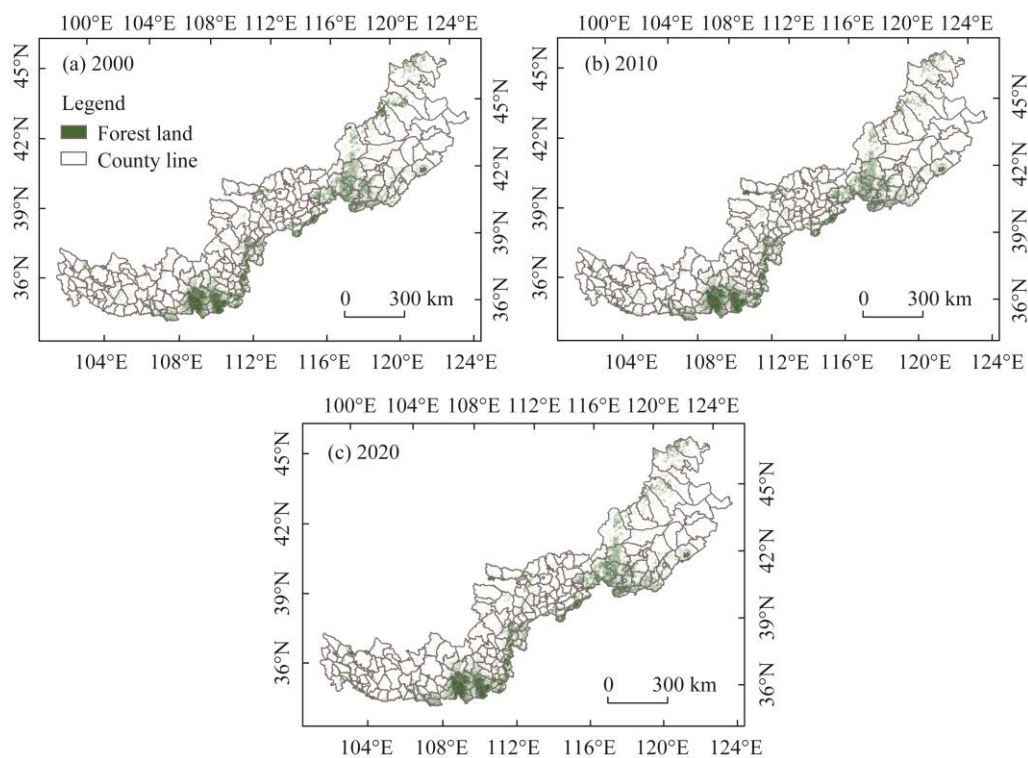 100°E 104°E 108°E 112°E 116°E 120°E 124°E
(a) 2000
Legend
Forest land
County line
45°N
42°N
39°N
36°N
45°N
42°N
39°N
36°N
0 300 km
104°E 108°E 112°E 116°E 120°E 124°E
100°E 104°E 108°E 112°E 116°E 120°E 124°E
(b) 2010
45°N
42°N
39°N
36°N
45°N
42°N
39°N
36°N
0 300 km
104°E 108°E 112°E 116°E 120°E 124°E
100°E 104°E 108°E 112°E 116°E 120°E 124°E
(c) 2020
45°N
42°N
39°N
36°N
45°N
42°N
39°N
36°N
0 300 km
104°E 108°E 112°E 116°E 120°E 124°E